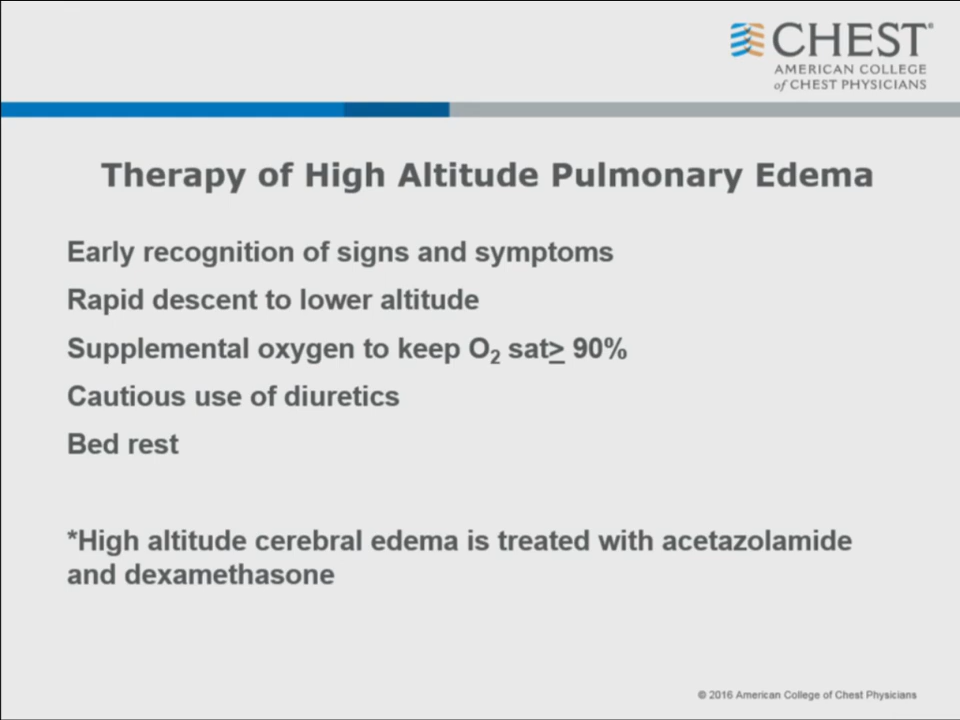 CHEST®
AMERICAN COLLEGE
of CHEST PHYSICIANS
Therapy of High Altitude Pulmonary Edema
Early recognition of signs and symptoms
Rapid descent to lower altitude
Supplemental oxygen to keep O₂ sat≥ 90%
Cautious use of diuretics
Bed rest
*High altitude cerebral edema is treated with acetazolamide
and dexamethasone
© 2016 American College of Chest Physicians